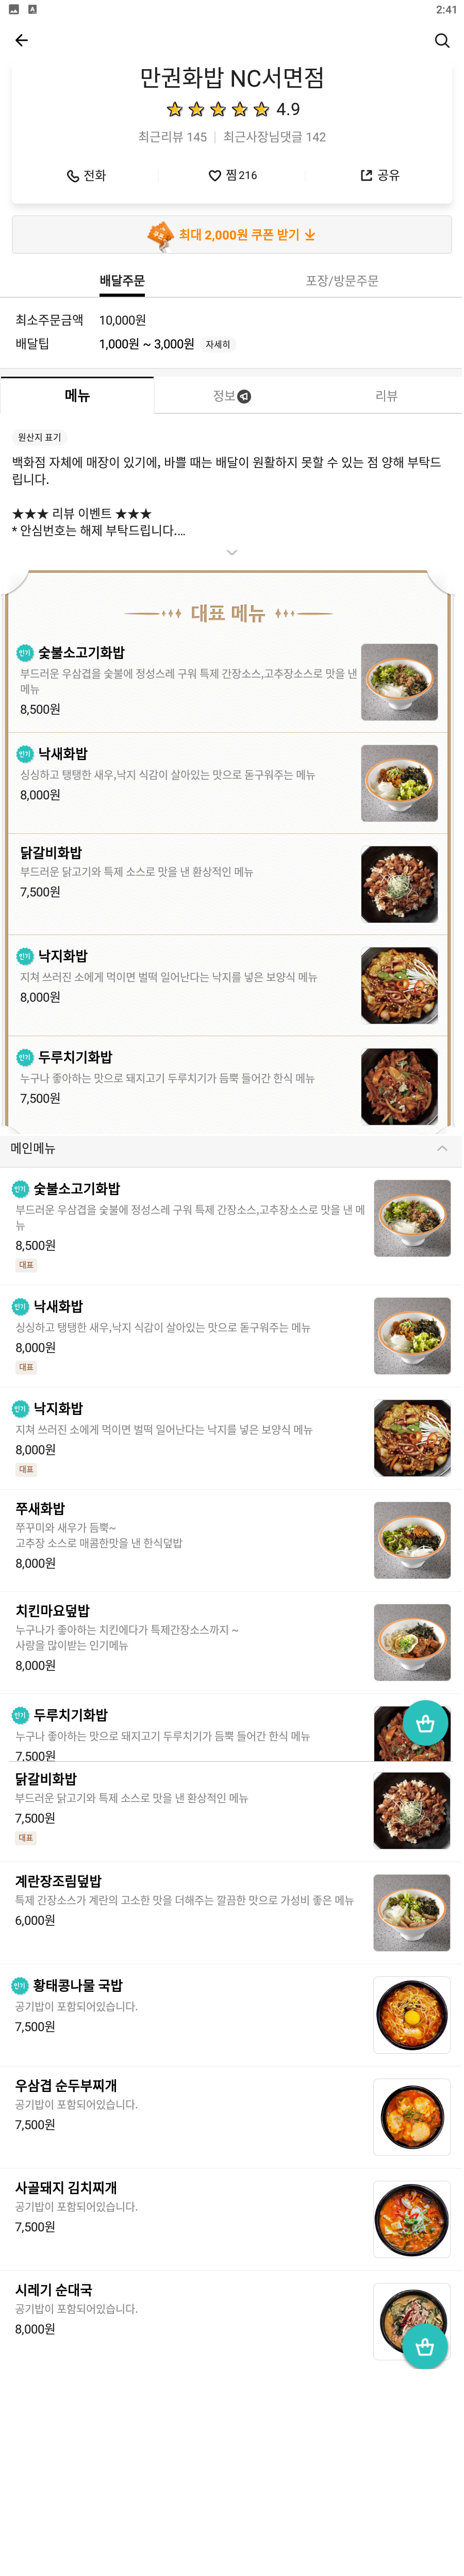 2:41
만권화밥 NC서면점
4.9
최근리뷰 145 | 최근사장님댓글 142
전화 찜 216 공유
최대 2,000원 쿠폰 받기
배달주문 포장/방문주문
최소주문금액 10,000원
배달팁 1,000원 ~ 3,000원 자세히
메뉴 정보 리뷰
원산지 표기
백화점 자체에 매장이 있기에, 바쁠 때는 배달이 원활하지 못할 수 있는 점 양해 부탁드
립니다.
★★★ 리뷰 이벤트 ★★★
* 안심번호는 해제 부탁드립니다....
대표 메뉴
인기 숯불소고기화밥
부드러운 우삼겹을 숯불에 정성스레 구워 특제 간장소스,고추장소스로 맛을 낸
메뉴
8,500원
인기 낙새화밥
싱싱하고 탱탱한 새우,낙지 식감이 살아있는 맛으로 돋구워주는 메뉴
8,000원
닭갈비화밥
부드러운 닭고기와 특제 소스로 맛을 낸 환상적인 메뉴
7,500원
인기 낙지화밥
지쳐 쓰러진 소에게 먹이면 벌떡 일어난다는 낙지를 넣은 보양식 메뉴
8,000원
인기 두루치기화밥
누구나 좋아하는 맛으로 돼지고기 두루치기가 듬뿍 들어간 한식 메뉴
7,500원
메인메뉴
인기 숯불소고기화밥
부드러운 우삼겹을 숯불에 정성스레 구워 특제 간장소스,고추장소스로 맛을 낸 메
뉴
8,500원
대표
인기 낙새화밥
싱싱하고 탱탱한 새우,낙지 식감이 살아있는 맛으로 돋구워주는 메뉴
8,000원
대표
인기 낙지화밥
지쳐 쓰러진 소에게 먹이면 벌떡 일어난다는 낙지를 넣은 보양식 메뉴
8,000원
대표
쭈새화밥
쭈꾸미와 새우가 듬뿍~
고추장 소스로 매콤한맛을 낸 한식덮밥
8,000원
치킨마요덮밥
누구나가 좋아하는 치킨에다가 특제간장소스까지 ~
사랑을 많이받는 인기메뉴
8,000원
인기 두루치기화밥
누구나 좋아하는 맛으로 돼지고기 두루치기가 듬뿍 들어간 한식 메뉴
7,500원
닭갈비화밥
부드러운 닭고기와 특제 소스로 맛을 낸 환상적인 메뉴
7,500원
대표
계란장조림덮밥
특제 간장소스가 계란의 고소한 맛을 더해주는 깔끔한 맛으로 가성비 좋은 메뉴
6,000원
인기 황태콩나물 국밥
공기밥이 포함되어있습니다.
7,500원
우삼겹 순두부찌개
공기밥이 포함되어있습니다.
7,500원
사골돼지 김치찌개
공기밥이 포함되어있습니다.
7,500원
시레기 순대국
공기밥이 포함되어있습니다.
8,000원